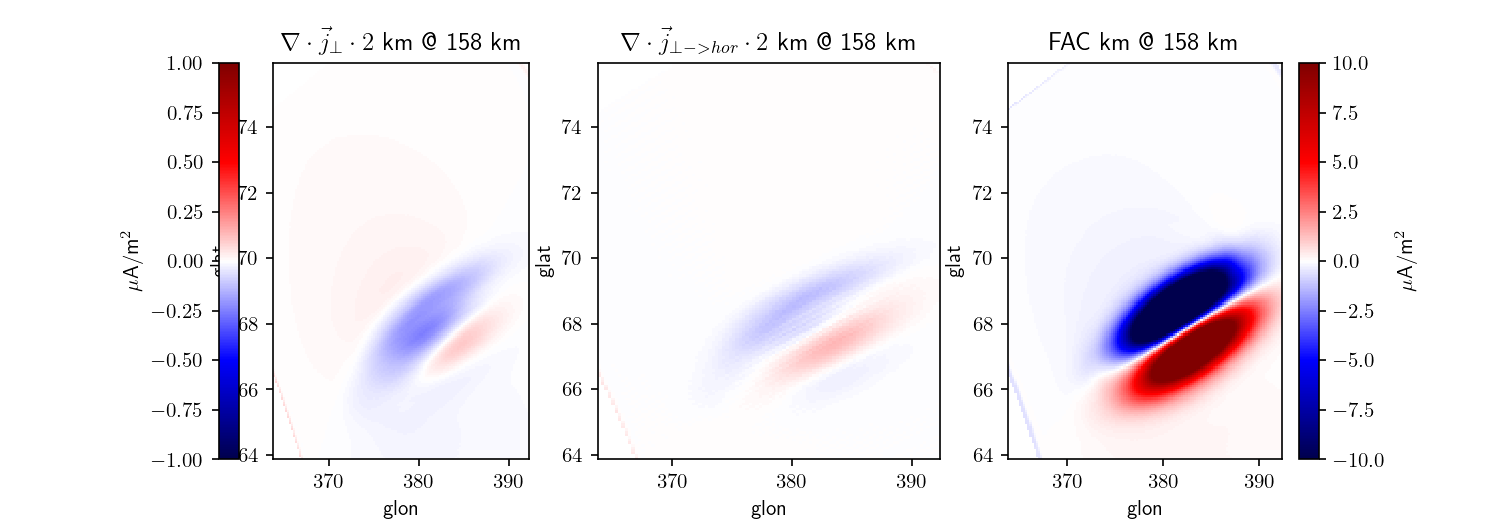 ∇ · j⃗⊥ · 2 km @ 158 km
∇ · j⃗⊥−>hor · 2 km @ 158 km
FAC km @ 158 km
μA/m²
1.00
0.75
0.50
0.25
0.00
−0.25
−0.50
−0.75
−1.00
glat
74
72
70
68
66
64
370 380 390
glon
glat
74
72
70
68
66
64
370 380 390
glon
glat
74
72
70
68
66
64
370 380 390
glon
10.0
7.5
5.0
2.5
0.0
−2.5
−5.0
−7.5
−10.0
μA/m²